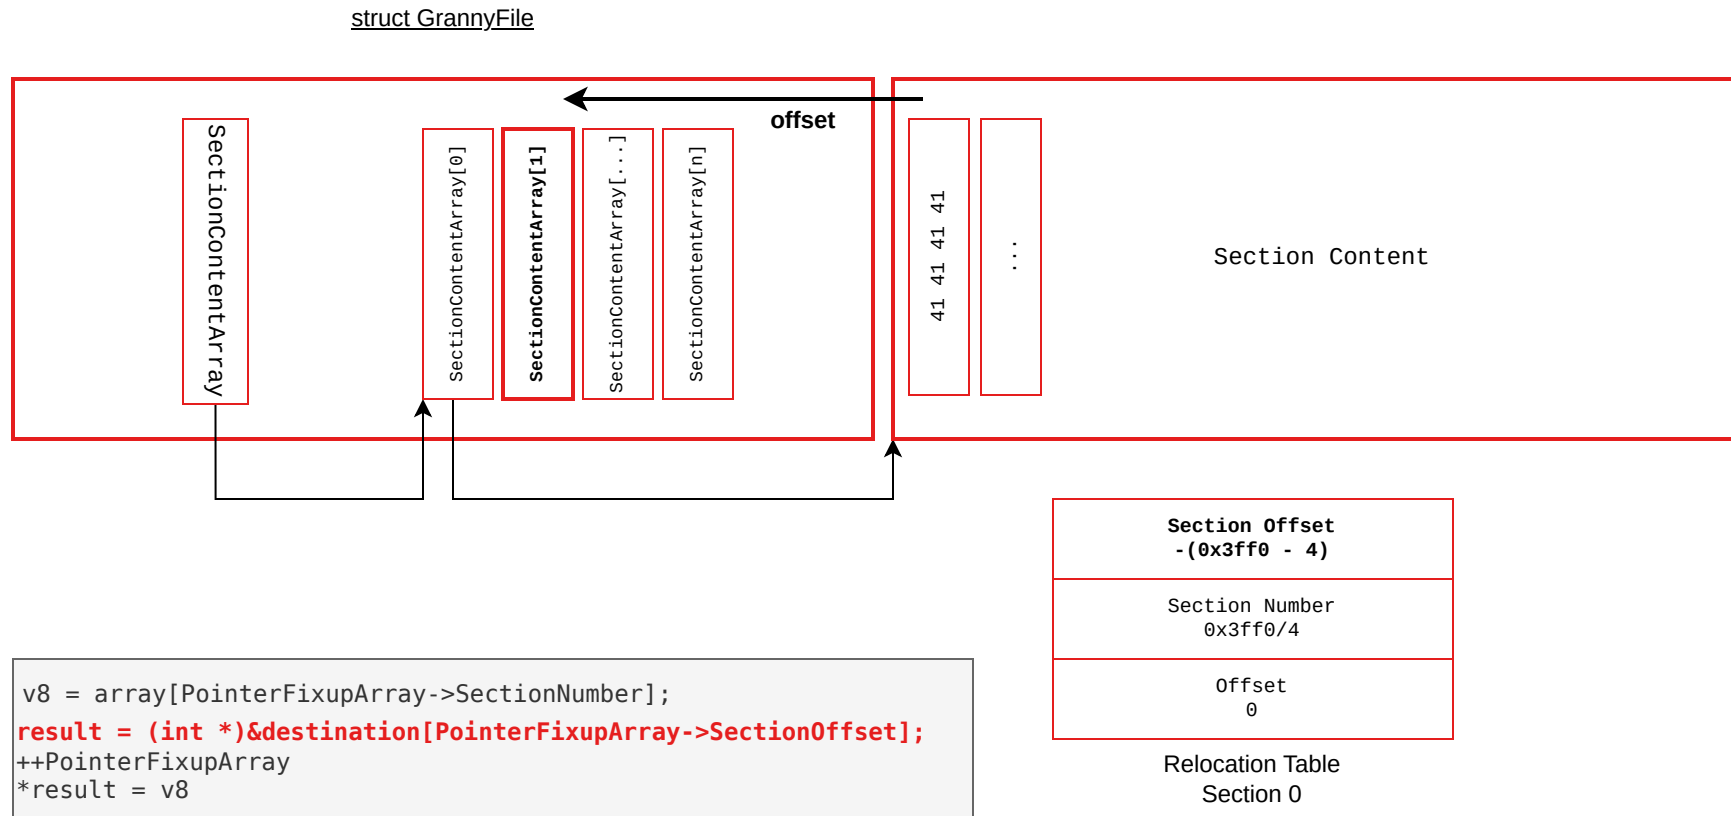 struct GrannyFile
offset
SectionContentArray
SectionContentArray[0]
SectionContentArray[1]
SectionContentArray[...]
SectionContentArray[n]
41 41 41 41
...
Section Content
Section Offset
-(0x3ff0 - 4)
Section Number
0x3ff0/4
Offset
0
Relocation Table
Section 0
v8 = array[PointerFixupArray->SectionNumber];
result = (int *)&destination[PointerFixupArray->SectionOffset];
++PointerFixupArray
*result = v8